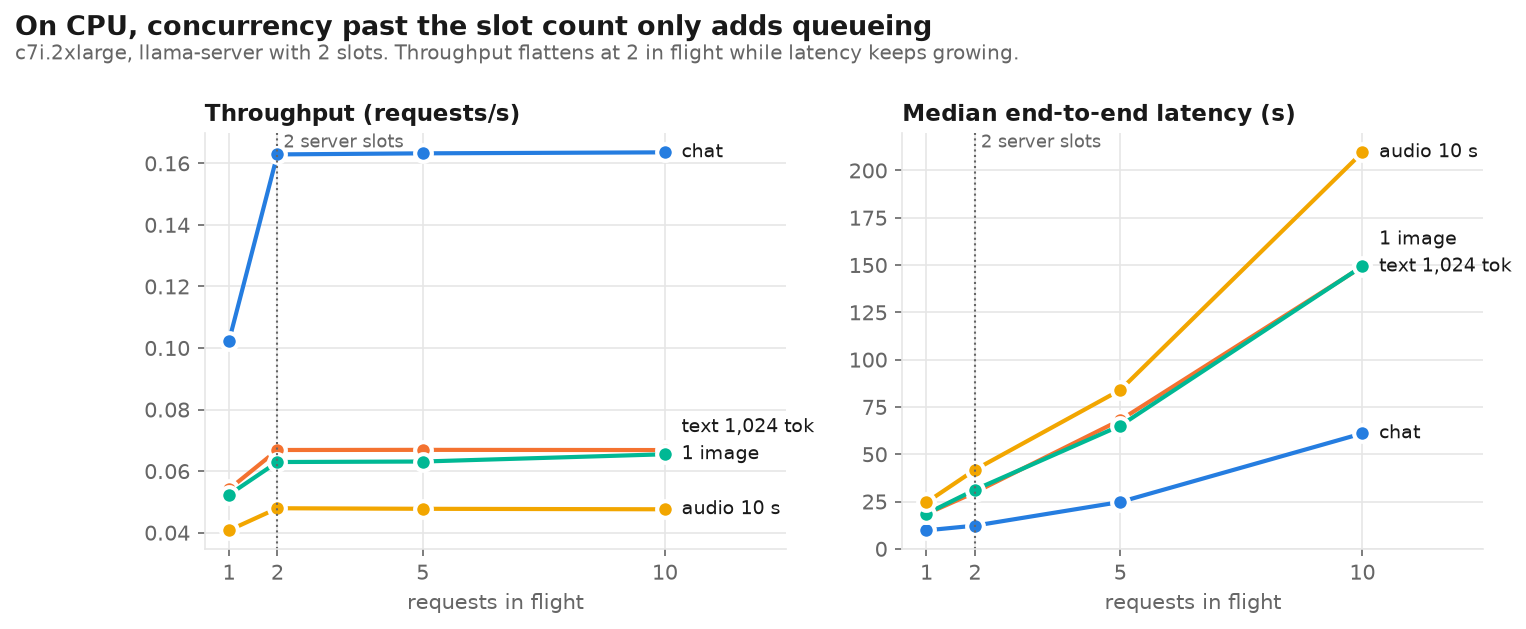 On CPU, concurrency past the slot count only adds queueing
c7i.2xlarge, llama-server with 2 slots. Throughput flattens at 2 in flight while latency keeps growing.
Throughput (requests/s)
2 server slots
0.16
0.14
0.12
0.10
0.08
0.06
0.04
chat
text 1,024 tok
1 image
audio 10 s
1 2 5 10
requests in flight
Median end-to-end latency (s)
2 server slots
200
175
150
125
100
75
50
25
0
audio 10 s
1 image
text 1,024 tok
chat
1 2 5 10
requests in flight